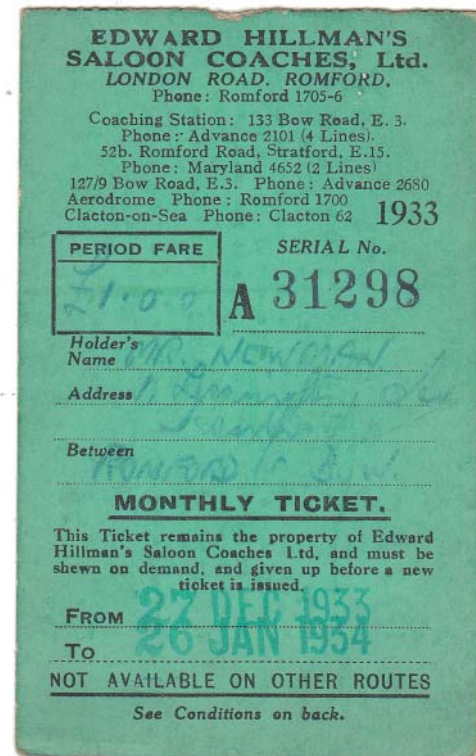 EDWARD HILLMAN'S
SALOON COACHES, Ltd.
LONDON ROAD. ROMFORD.
Phone: Romford 1705-6
Coaching Station: 133 Bow Road, E. 3.
Phone: Advance 2101 (4 Lines).
52b. Romford Road, Stratford, E.15.
Phone: Maryland 4652 (2 Lines)
127/9 Bow Road, E.3. Phone: Advance 2680
Aerodrome Phone: Romford 1700
Clacton-on-Sea Phone: Clacton 62 1933
PERIOD FARE
£1-0-0
SERIAL No.
A 31298
Holder's
Name MR. NEWMAN
Address
Between
ROMFORD BOW.
MONTHLY TICKET.
This Ticket remains the property of Edward
Hillman's Saloon Coaches Ltd, and must be
shewn on demand, and given up before a new
ticket is issued.
FROM 27 DEC 1933
TO 26 JAN 1934
NOT AVAILABLE ON OTHER ROUTES
See Conditions on back.